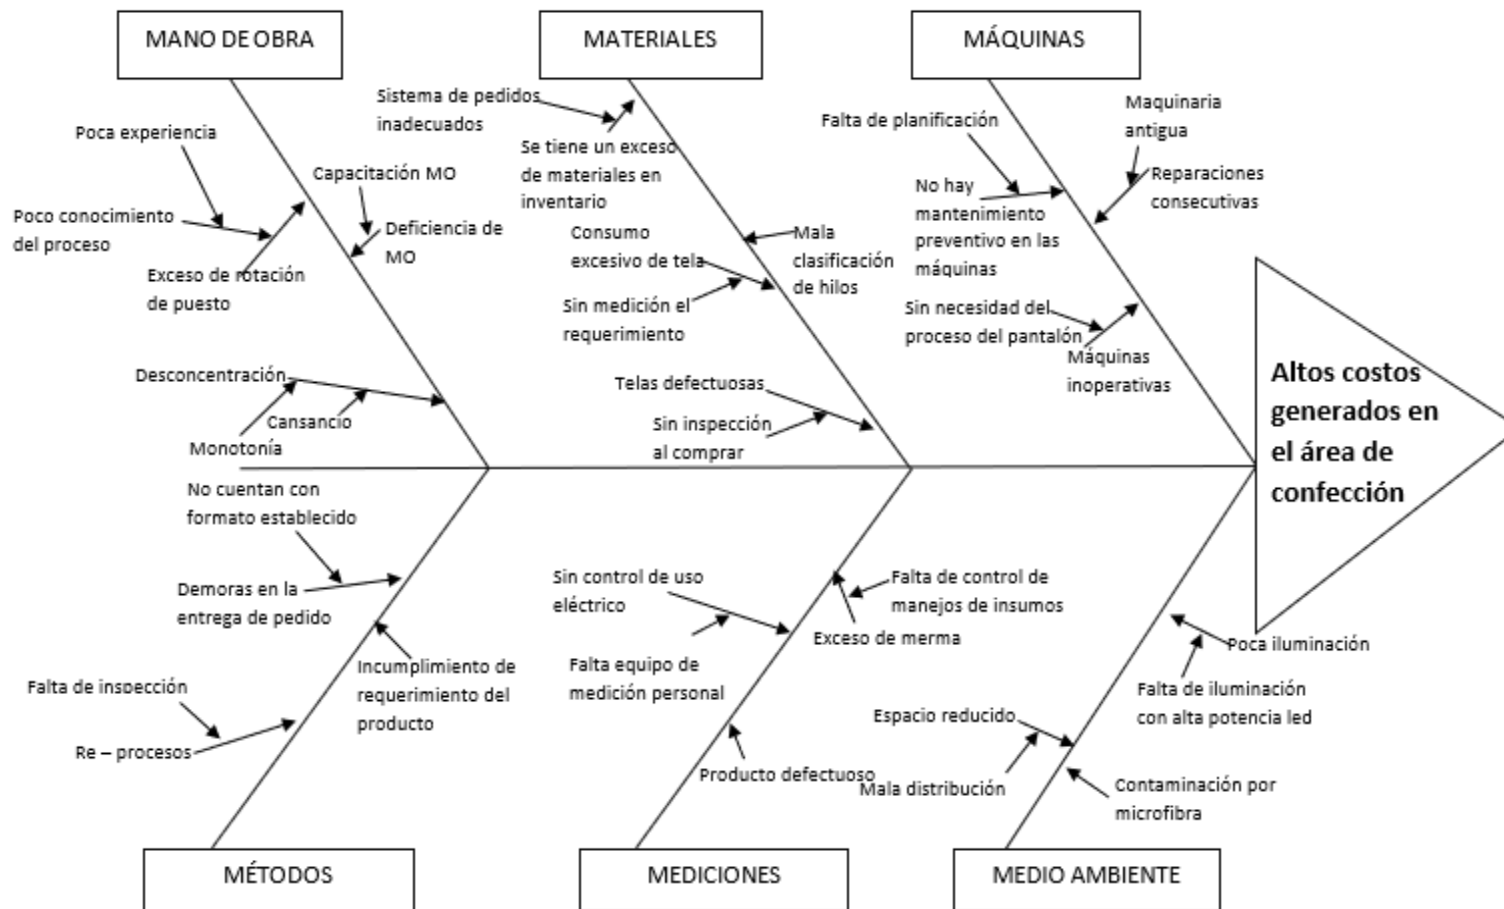 MANO DE OBRA
MATERIALES
MÁQUINAS
Poca experiencia
Poco conocimiento
del proceso
Exceso de rotación
de puesto
Capacitación MO
Deficiencia de
MO
Desconcentración
Cansancio
Monotonía
Sistema de pedidos
inadecuados
Se tiene un exceso
de materiales en
inventario
Mala
clasificación
de hilos
Consumo
excesivo de tela
Sin medición el
requerimiento
Telas defectuosas
Sin inspección
al comprar
Falta de planificación
No hay
mantenimiento
preventivo en las
máquinas
Maquinaria
antigua
Reparaciones
consecutivas
Sin necesidad del
proceso del pantalón
Máquinas
inoperativas
Altos costos
generados en
el área de
confección
No cuentan con
formato establecido
Demoras en la
entrega de pedido
Incumplimiento de
requerimiento del
producto
Falta de inspección
Re – procesos
Sin control de uso
eléctrico
Falta equipo de
medición personal
Falta de control de
manejos de insumos
Exceso de merma
Producto defectuoso
Poca iluminación
Falta de iluminación
con alta potencia led
Espacio reducido
Mala distribución
Contaminación por
microfibra
MÉTODOS
MEDICIONES
MEDIO AMBIENTE